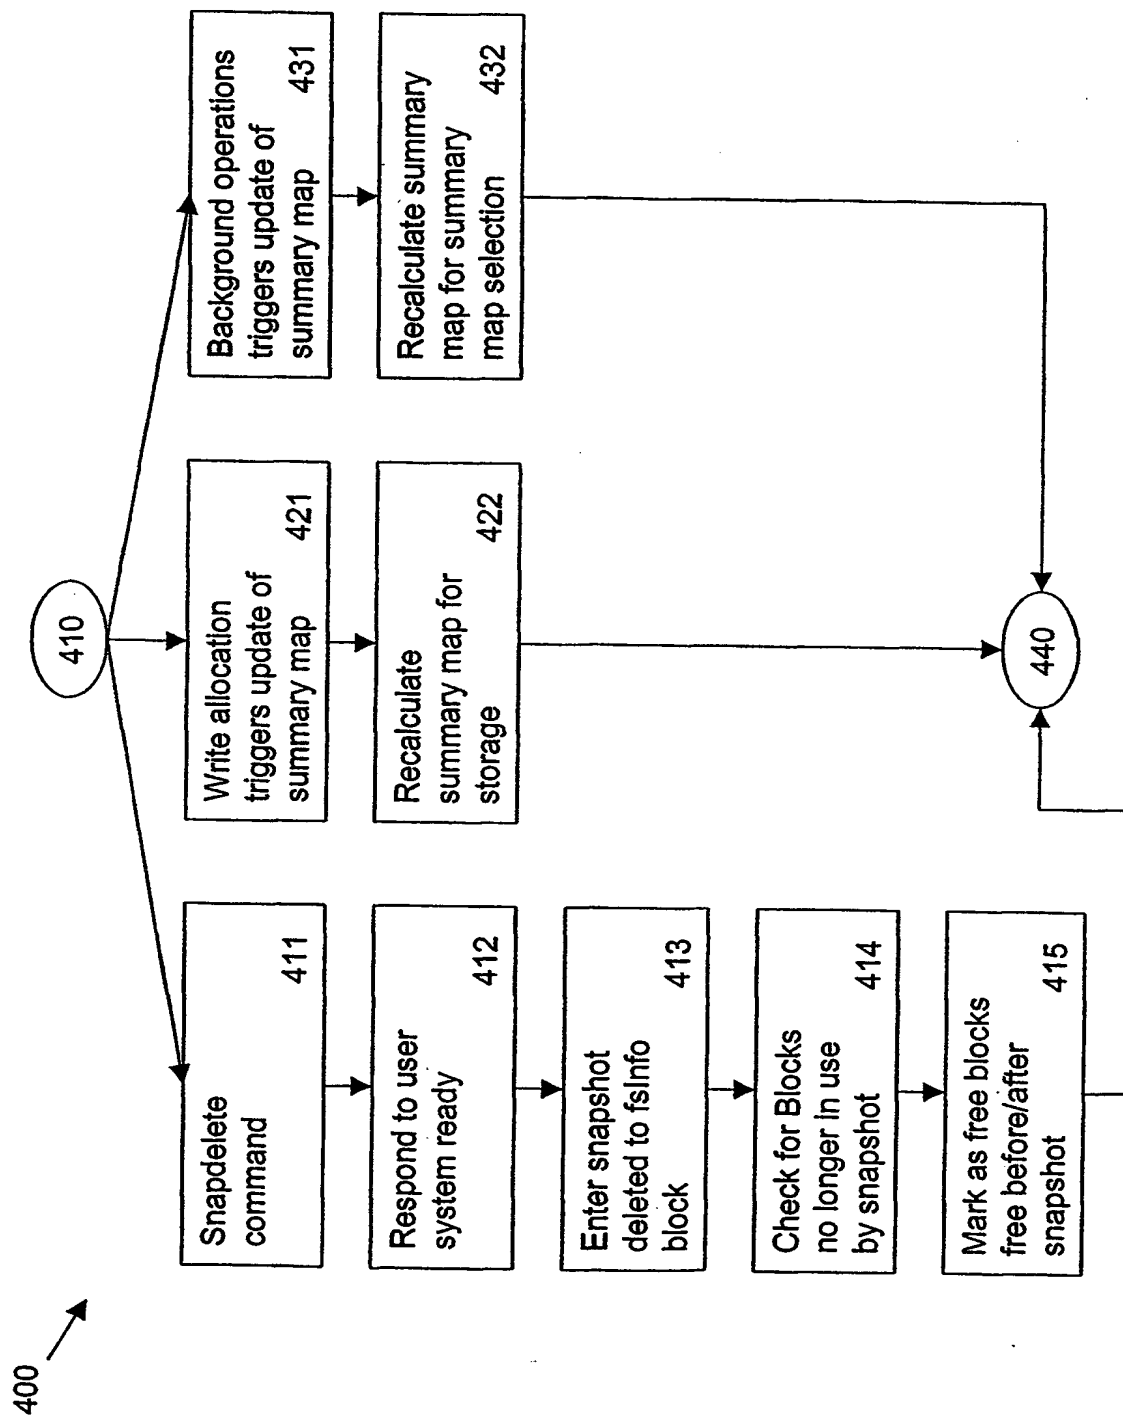 400
410
Snapdelete
command
411
Respond to user
system ready
412
Enter snapshot
deleted to fsInfo
block
413
Check for Blocks
no longer in use
by snapshot
414
Mark as free blocks
free before/after
snapshot
415
Write allocation
triggers update of
summary map
421
Recalculate
summary map for
storage
422
Background operations
triggers update of
summary map
431
Recalculate summary
map for summary
map selection
432
440